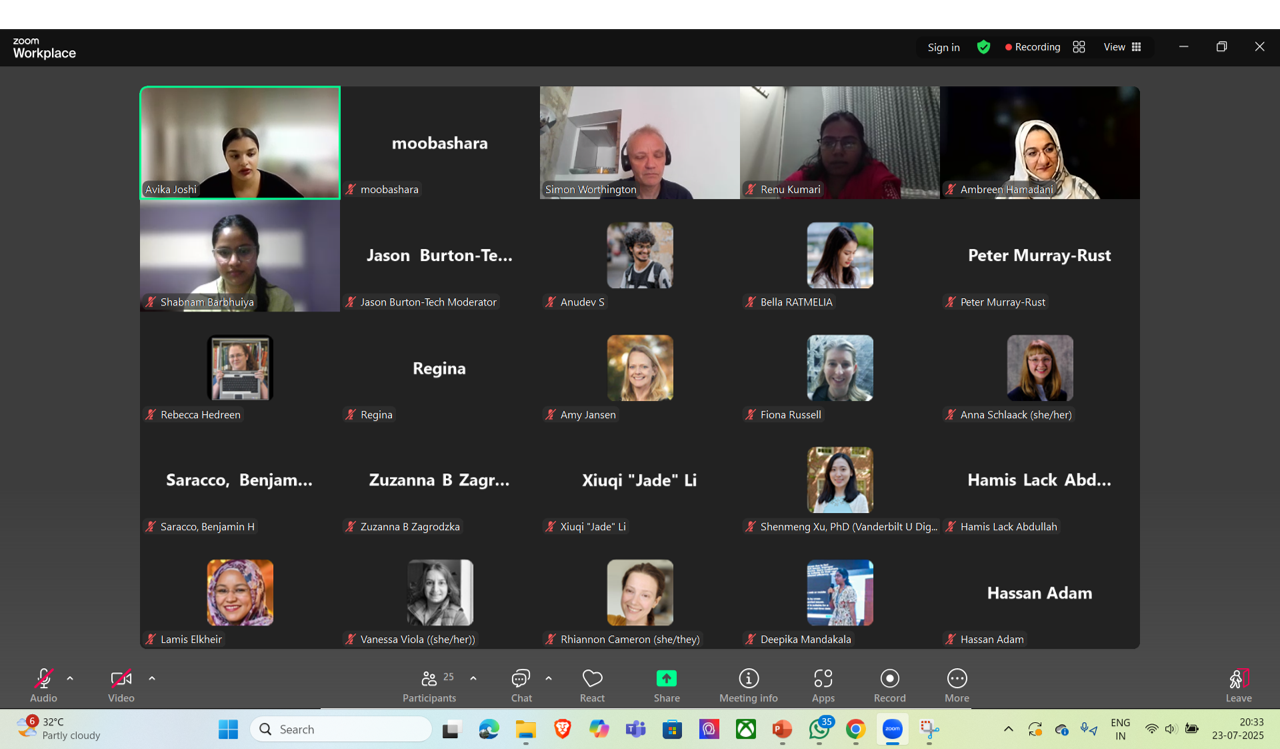 zoom
Workplace
Sign in
Recording
View
Avika Joshi
moobashara
moobashara
Simon Worthington
Renu Kumari
Ambreen Hamadani
Shabnam Barbhuiya
Jason Burton-Te...
Jason Burton-Tech Moderator
Anudev S
Bella RATMELIA
Peter Murray-Rust
Peter Murray-Rust
Rebecca Hedreen
Regina
Regina
Amy Jansen
Fiona Russell
Anna Schlaack (she/her)
Saracco, Benjam...
Saracco, Benjamin H
Zuzanna B Zagr...
Zuzanna B Zagrodzka
Xiuqi "Jade" Li
Xiuqi "Jade" Li
Shenmeng Xu, PhD (Vanderbilt U Dig...
Hamis Lack Abd...
Hamis Lack Abdullah
Lamis Elkheir
Vanessa Viola ((she/her))
Rhiannon Cameron (she/they)
Deepika Mandakala
Hassan Adam
Hassan Adam
Audio
Video
25
Participants
Chat
React
Share
Meeting info
Apps
Record
More
Leave
6
32°C
Partly cloudy
Search
35
zoom
ENG
IN
20:33
23-07-2025